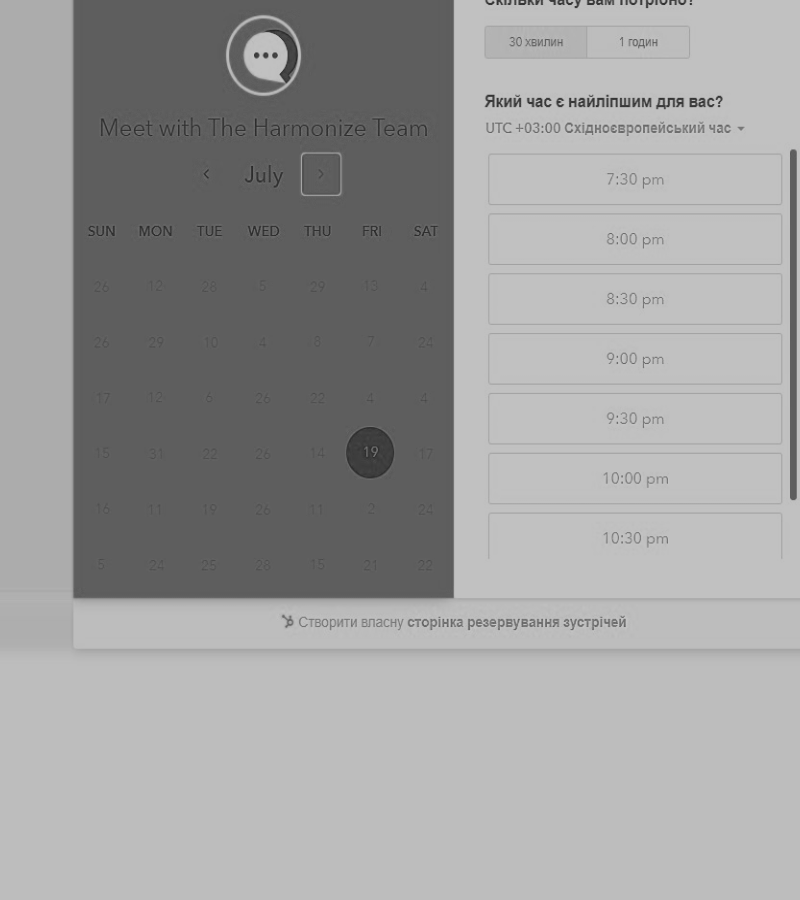 Скільки часу вам потрібно?
30 хвилин 1 годин
Який час є найліпшим для вас?
UTC +03:00 Східноєвропейський час
Meet with The Harmonize Team
July
SUN MON TUE WED THU FRI SAT
26 12 28 5 29 13 4
26 29 10 4 8 7 24
17 12 6 26 22 4 4
15 31 22 26 14 19 17
16 11 19 26 11 2 24
5 24 25 28 15 21 22
7:30 pm
8:00 pm
8:30 pm
9:00 pm
9:30 pm
10:00 pm
10:30 pm
Створити власну сторінка резервування зустрічей